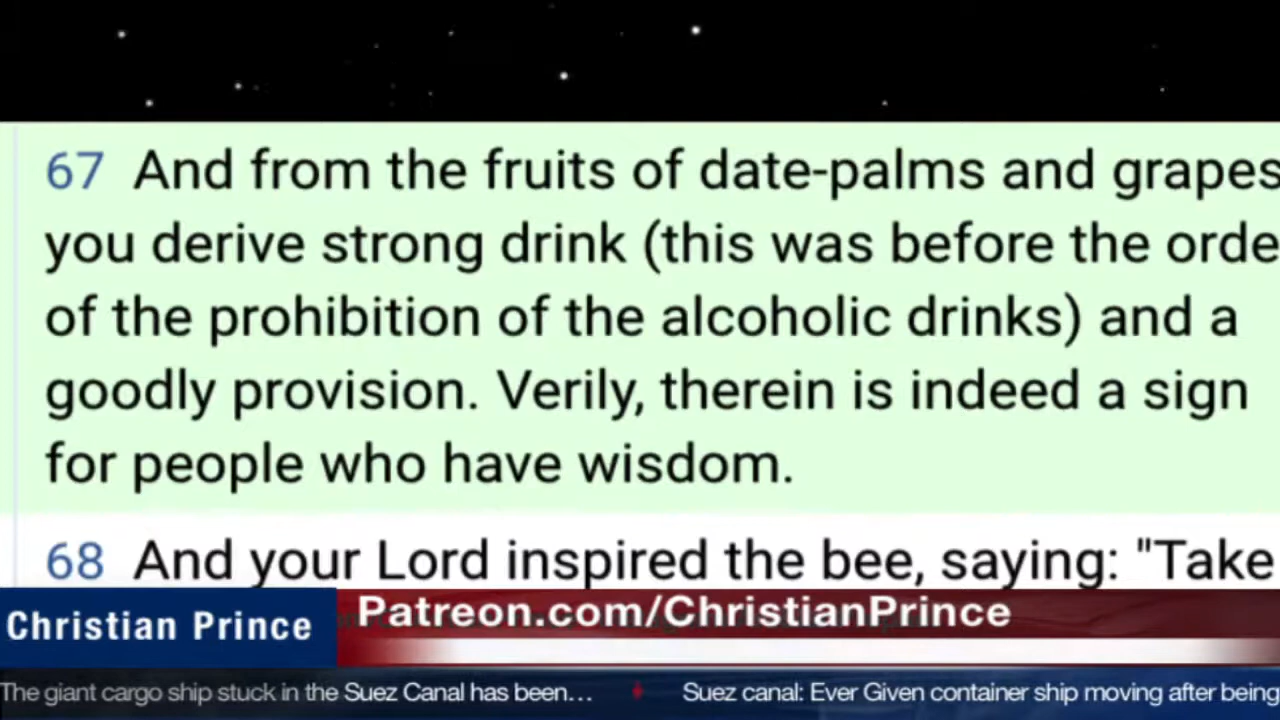 67 And from the fruits of date-palms and grapes
you derive strong drink (this was before the orde
of the prohibition of the alcoholic drinks) and a
goodly provision. Verily, therein is indeed a sign
for people who have wisdom.
68 And your Lord inspired the bee, saying: "Take
Christian Prince
Patreon.com/ChristianPrince
The giant cargo ship stuck in the Suez Canal has been… Suez canal: Ever Given container ship moving after being